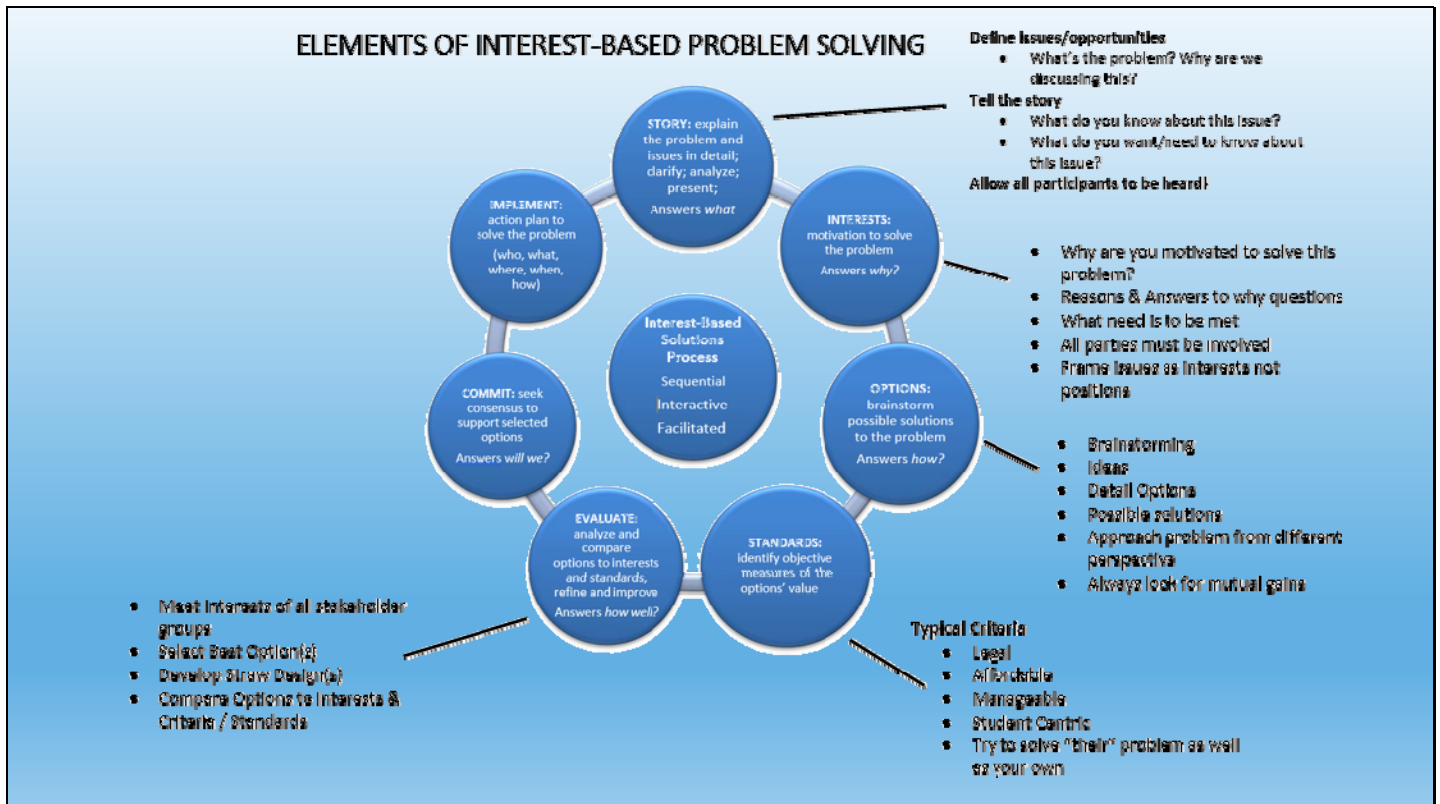 ELEMENTS OF INTEREST-BASED PROBLEM SOLVING
Define issues/opportunities
• What's the problem? Why are we
discussing this?
Tell the story
• What do you know about this issue?
• What do you want/need to know about
this issue?
Allow all participants to be heard!
STORY: explain
the problem and
issues in detail;
clarify; analyze;
present;
Answers what
INTERESTS:
motivation to solve
the problem
Answers why?
• Why are you motivated to solve this
problem?
• Reasons & Answers to why questions
• What need is to be met
• All parties must be involved
• Frame issues as interests not
positions
OPTIONS:
brainstorm
possible solutions
to the problem
Answers how?
• Brainstorming
• Ideas
• Detail Options
• Possible solutions
• Approach problem from different
perspective
• Always look for mutual gains
STANDARDS:
identify objective
measures of the
options' value
Typical Criteria
• Legal
• Affordable
• Manageable
• Student Centric
• Try to solve "their" problem as well
as your own
EVALUATE:
analyze and
compare
options to interests
and standards,
refine and improve
Answers how well?
• Meet interests of all stakeholder
groups
• Select Best Option(s)
• Develop Straw Design(s)
• Compare Options to Interests &
Criteria / Standards
COMMIT: seek
consensus to
support selected
options
Answers will we?
IMPLEMENT:
action plan to
solve the problem
(who, what,
where, when,
how)
Interest-Based
Solutions
Process
Sequential
Interactive
Facilitated